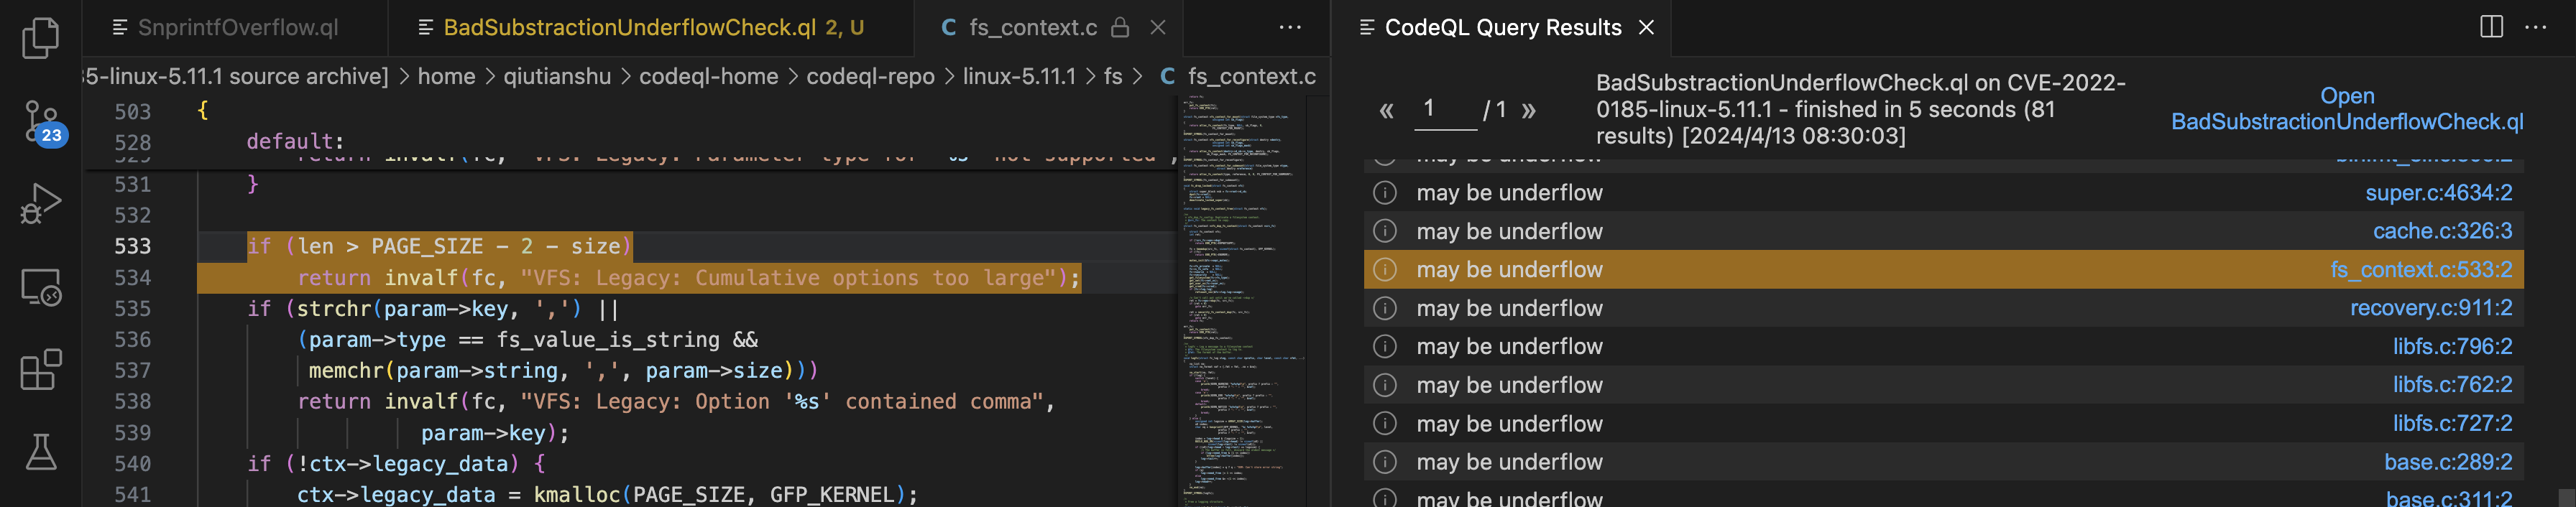 SnprintfOverflow.ql
BadSubstractionUnderflowCheck.ql 2, U
C fs_context.c
CodeQL Query Results
35-linux-5.11.1 source archive] > home > qiutianshu > codeql-home > codeql-repo > linux-5.11.1 > fs > C fs_context.c
23
503 {
528 default:
531 }
532
533 if (len > PAGE_SIZE - 2 - size)
534 return invalf(fc, "VFS: Legacy: Cumulative options too large");
535 if (strchr(param->key, ',') ||
536 (param->type == fs_value_is_string &&
537 memchr(param->string, ',', param->size)))
538 return invalf(fc, "VFS: Legacy: Option '%s' contained comma",
539 param->key);
540 if (!ctx->legacy_data) {
541 ctx->legacy_data = kmalloc(PAGE_SIZE, GFP_KERNEL);
« 1 / 1 »
BadSubstractionUnderflowCheck.ql on CVE-2022-
0185-linux-5.11.1 - finished in 5 seconds (81
results) [2024/4/13 08:30:03]
Open
BadSubstractionUnderflowCheck.ql
may be underflow
may be underflow super.c:4634:2
may be underflow cache.c:326:3
may be underflow fs_context.c:533:2
may be underflow recovery.c:911:2
may be underflow libfs.c:796:2
may be underflow libfs.c:762:2
may be underflow libfs.c:727:2
may be underflow base.c:289:2
may be underflow base.c:311:2